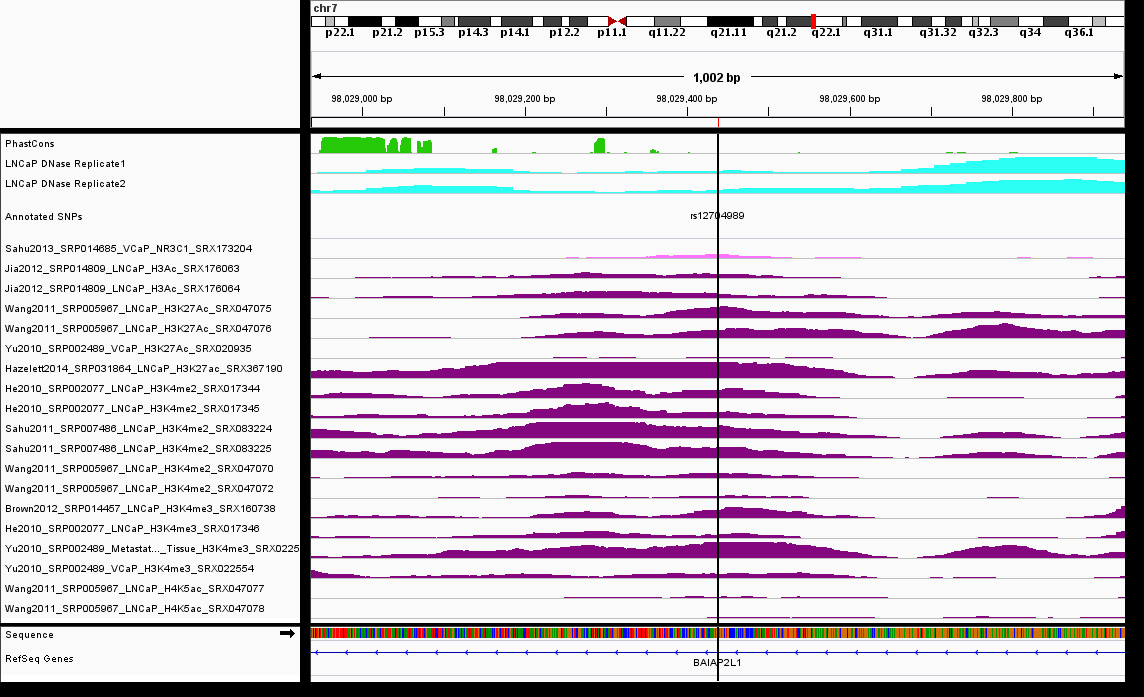 chr7
p22.1 p21.2 p15.3 p14.3 p14.1 p12.2 p11.1 q11.22 q21.11 q21.2 q22.1 q31.1 q31.32 q32.3 q34 q36.1
1,002 bp
98,029,000 bp 98,029,200 bp 98,029,400 bp 98,029,600 bp 98,029,800 bp
PhastCons
LNCaP DNase Replicate1
LNCaP DNase Replicate2
Annotated SNPs rs12704989
Sahu2013_SRP014685_VCaP_NR3C1_SRX173204
Jia2012_SRP014809_LNCaP_H3Ac_SRX176063
Jia2012_SRP014809_LNCaP_H3Ac_SRX176064
Wang2011_SRP005967_LNCaP_H3K27Ac_SRX047075
Wang2011_SRP005967_LNCaP_H3K27Ac_SRX047076
Yu2010_SRP002489_VCaP_H3K27Ac_SRX020935
Hazelett2014_SRP031864_LNCaP_H3K27ac_SRX367190
He2010_SRP002077_LNCaP_H3K4me2_SRX017344
He2010_SRP002077_LNCaP_H3K4me2_SRX017345
Sahu2011_SRP007486_LNCaP_H3K4me2_SRX083224
Sahu2011_SRP007486_LNCaP_H3K4me2_SRX083225
Wang2011_SRP005967_LNCaP_H3K4me2_SRX047070
Wang2011_SRP005967_LNCaP_H3K4me2_SRX047072
Brown2012_SRP014457_LNCaP_H3K4me3_SRX160738
He2010_SRP002077_LNCaP_H3K4me3_SRX017346
Yu2010_SRP002489_Metastat..._Tissue_H3K4me3_SRX0225
Yu2010_SRP002489_VCaP_H3K4me3_SRX022554
Wang2011_SRP005967_LNCaP_H4K5ac_SRX047077
Wang2011_SRP005967_LNCaP_H4K5ac_SRX047078
Sequence
RefSeq Genes
BAIAP2L1